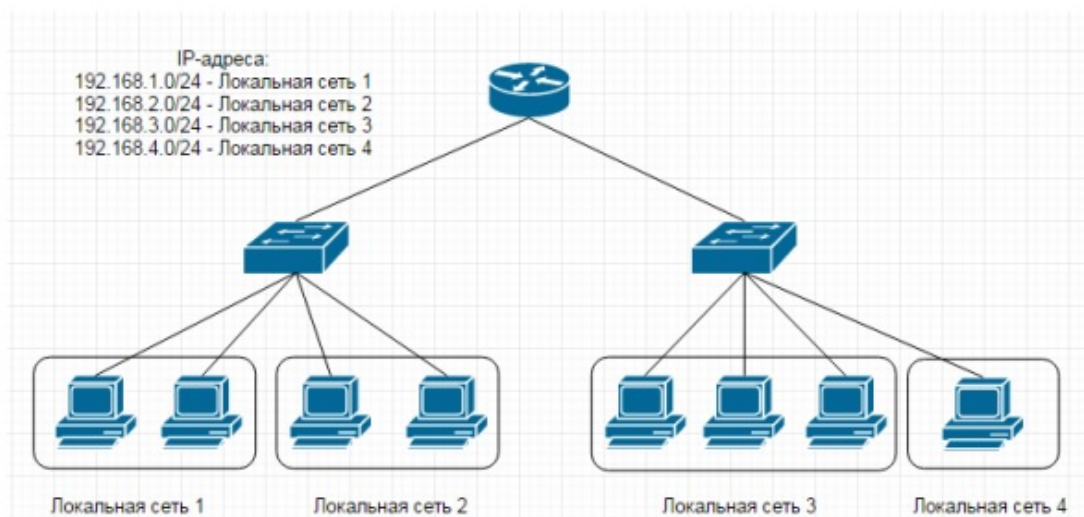 IP-адреса:
192.168.1.0/24 - Локальная сеть 1
192.168.2.0/24 - Локальная сеть 2
192.168.3.0/24 - Локальная сеть 3
192.168.4.0/24 - Локальная сеть 4
Локальная сеть 1
Локальная сеть 2
Локальная сеть 3
Локальная сеть 4